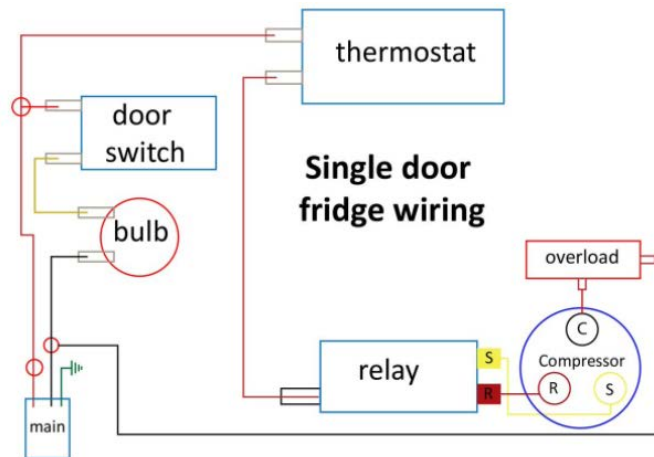 thermostat
door
switch
Single door
fridge wiring
bulb
overload
C
Compressor
R
S
relay
S
R
main